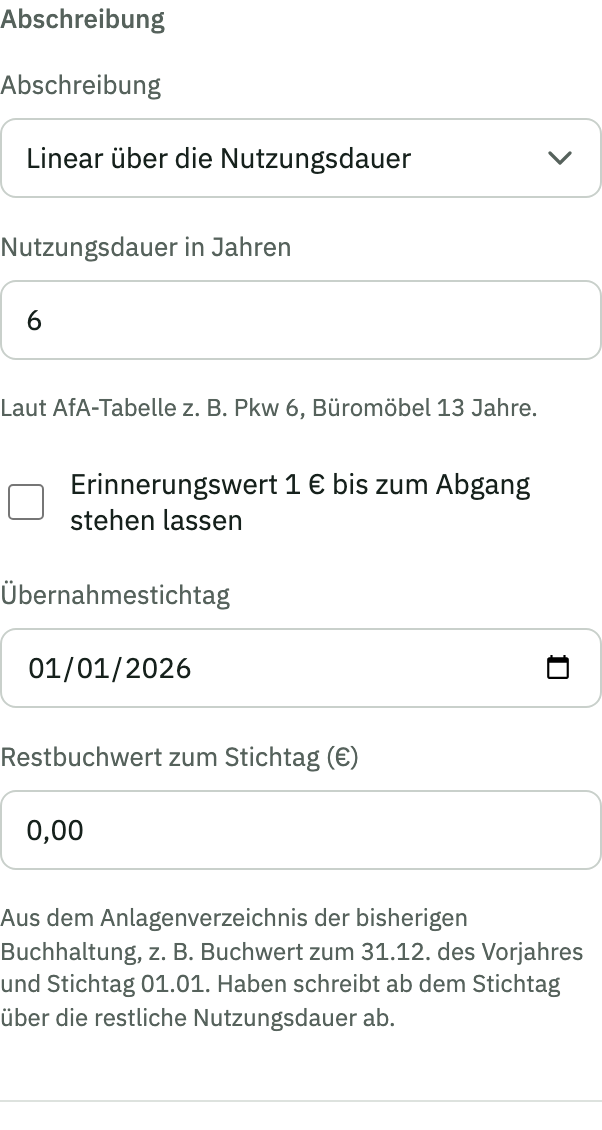 Abschreibung
Abschreibung
Linear über die Nutzungsdauer
Nutzungsdauer in Jahren
6
Laut AfA-Tabelle z. B. Pkw 6, Büromöbel 13 Jahre.
Erinnerungswert 1 € bis zum Abgang
stehen lassen
Übernahmestichtag
01/01/2026
Restbuchwert zum Stichtag (€)
0,00
Aus dem Anlagenverzeichnis der bisherigen
Buchhaltung, z. B. Buchwert zum 31.12. des Vorjahres
und Stichtag 01.01. Haben schreibt ab dem Stichtag
über die restliche Nutzungsdauer ab.